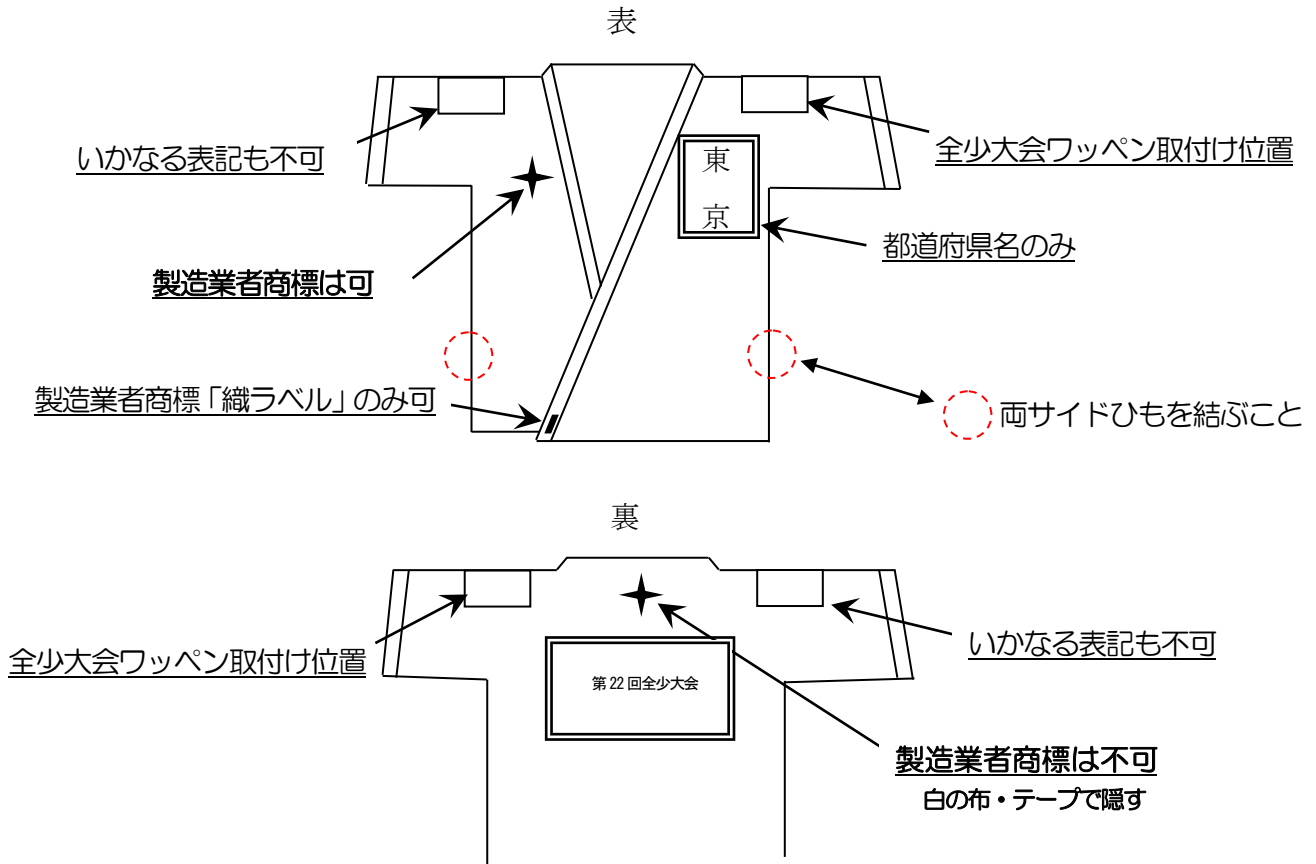 表
いかなる表記も不可
全少大会ワッペン取付け位置
東
京
都道府県名のみ
製造業者商標は可
製造業者商標「織ラベル」のみ可
両サイドひもを結ぶこと
裏
全少大会ワッペン取付け位置
いかなる表記も不可
第22回全少大会
製造業者商標は不可
白の布・テープで隠す